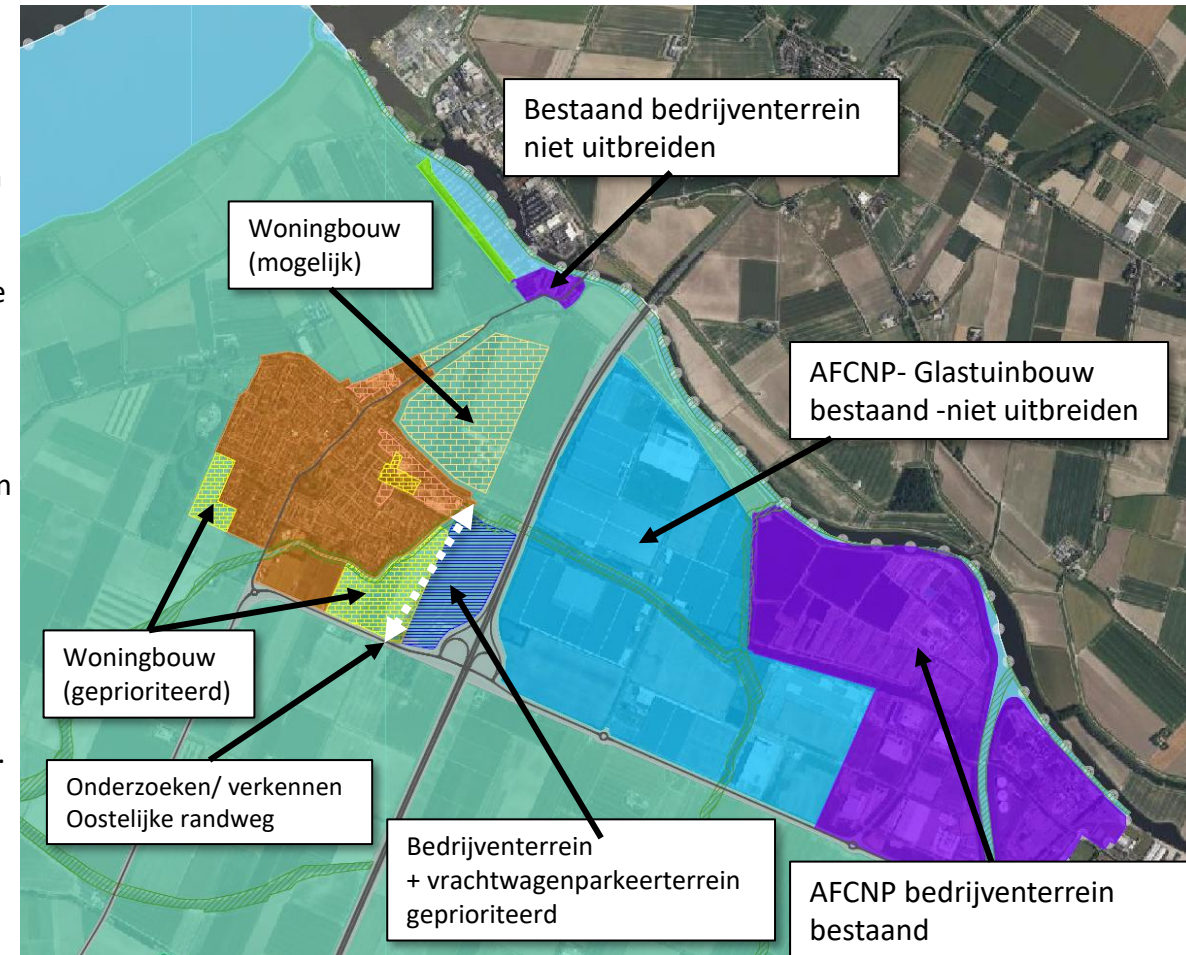 Bestaand bedrijventerrein
niet uitbreiden
Woningbouw
(mogelijk)
AFCNP- Glastuinbouw
bestaand -niet uitbreiden
Woningbouw
(geprioriteerd)
Onderzoeken/ verkennen
Oostelijke randweg
Bedrijventerrein
+ vrachtwagenparkeerterrein
geprioriteerd
AFCNP bedrijventerrein
bestaand